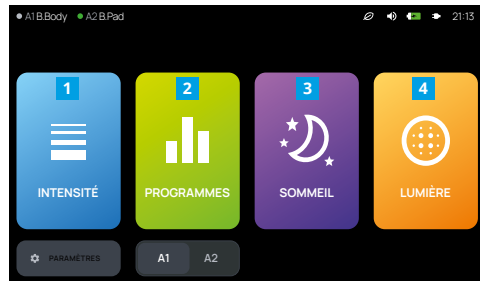 A1 B.Body A2 B.Pad 21:13
1 2 3 4
INTENSITÉ PROGRAMMES SOMMEIL LUMIÈRE
PARAMÈTRES A1 A2